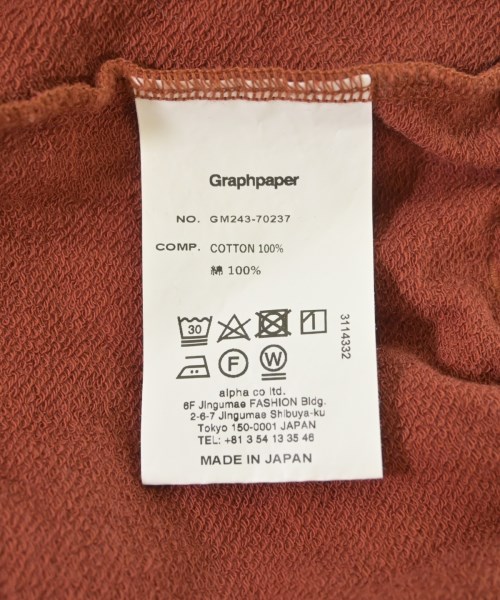 Graphpaper
NO. GM243-70237
COMP. COTTON 100%
綿 100%
30
F W
3114332
alpha co ltd.
6F Jingumae FASHION Bldg.
2-6-7 Jingumae Shibuya-ku
Tokyo 150-0001 JAPAN
TEL: +81 3 54 13 35 46
MADE IN JAPAN